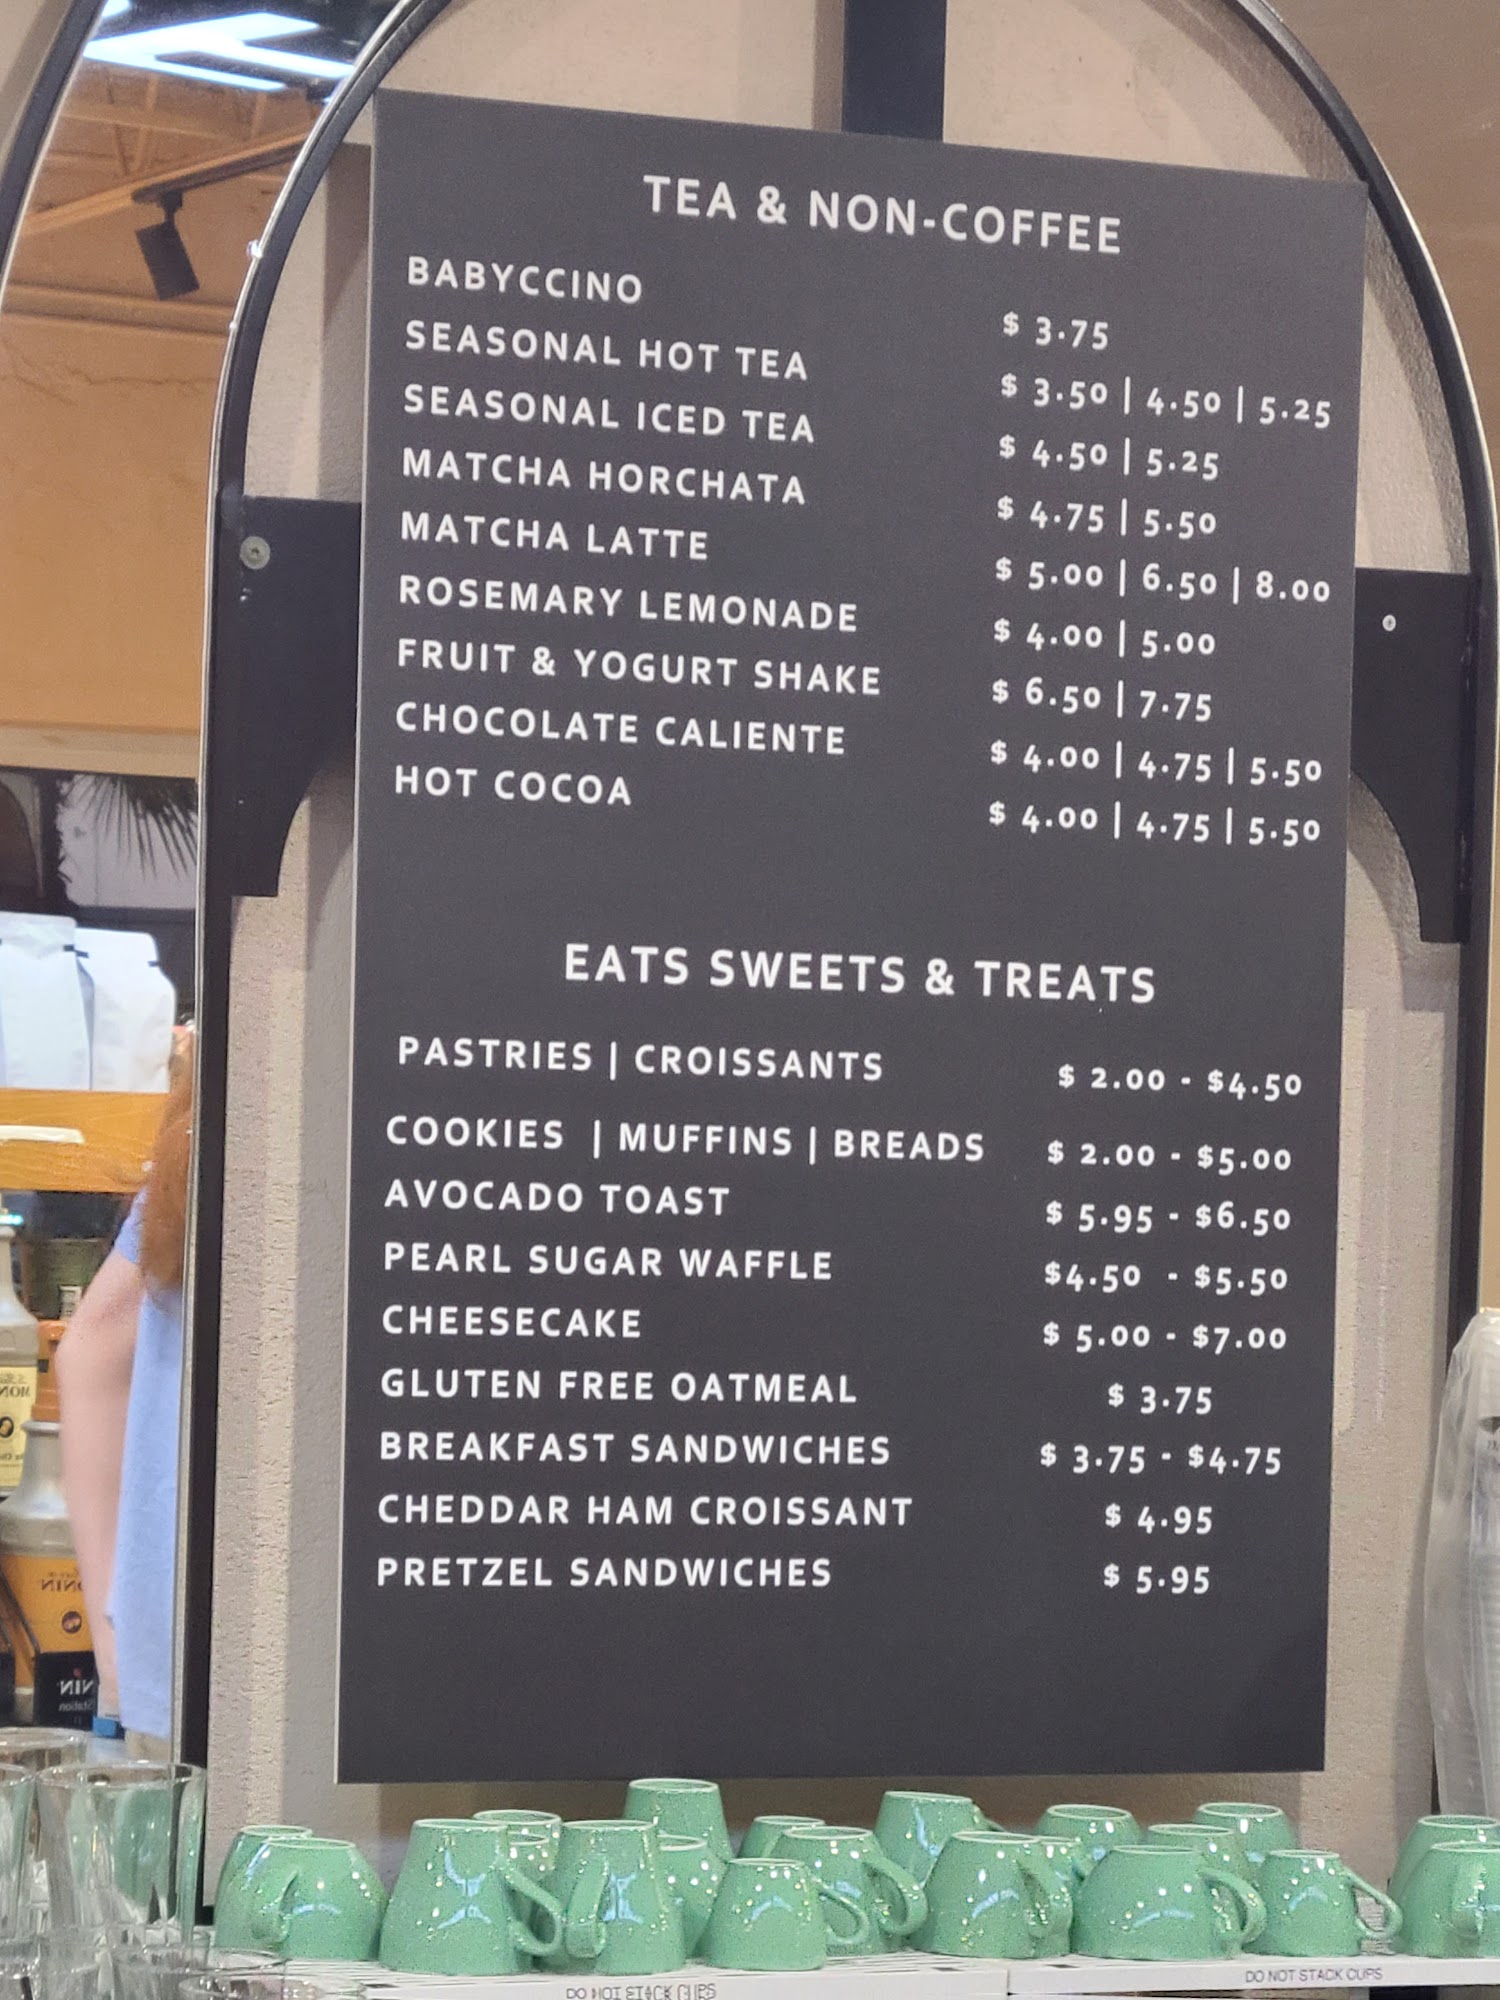 TEA & NON-COFFEE
BABYCCINO $ 3.75
SEASONAL HOT TEA $ 3.50 | 4.50 | 5.25
SEASONAL ICED TEA $ 4.50 | 5.25
MATCHA HORCHATA $ 4.75 | 5.50
MATCHA LATTE $ 5.00 | 6.50 | 8.00
ROSEMARY LEMONADE $ 4.00 | 5.00
FRUIT & YOGURT SHAKE $ 6.50 | 7.75
CHOCOLATE CALIENTE $ 4.00 | 4.75 | 5.50
HOT COCOA $ 4.00 | 4.75 | 5.50
EATS SWEETS & TREATS
PASTRIES | CROISSANTS $ 2.00 - $4.50
COOKIES | MUFFINS | BREADS $ 2.00 - $5.00
AVOCADO TOAST $ 5.95 - $6.50
PEARL SUGAR WAFFLE $4.50 - $5.50
CHEESECAKE $ 5.00 - $7.00
GLUTEN FREE OATMEAL $ 3.75
BREAKFAST SANDWICHES $ 3.75 - $4.75
CHEDDAR HAM CROISSANT $ 4.95
PRETZEL SANDWICHES $ 5.95
DO NOT STACK CUPS
DO NOT STACK CUPS